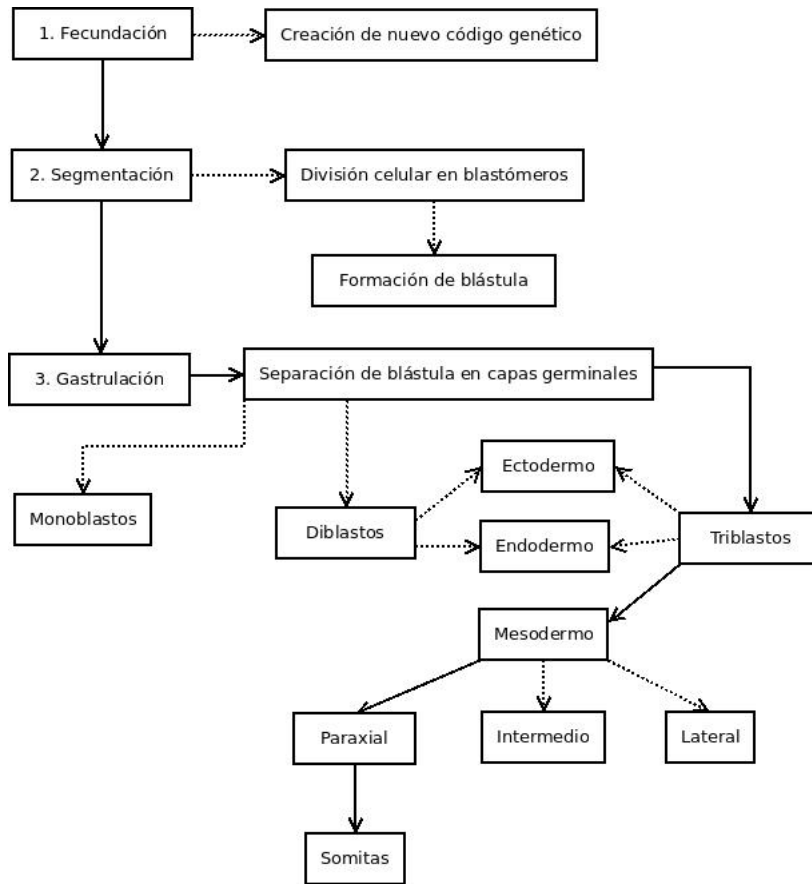 1. Fecundación
Creación de nuevo código genético
2. Segmentación
División celular en blastómeros
Formación de blástula
3. Gastrulación
Separación de blástula en capas germinales
Ectodermo
Monoblastos
Diblastos
Endodermo
Triblastos
Mesodermo
Paraxial
Intermedio
Lateral
Somitas